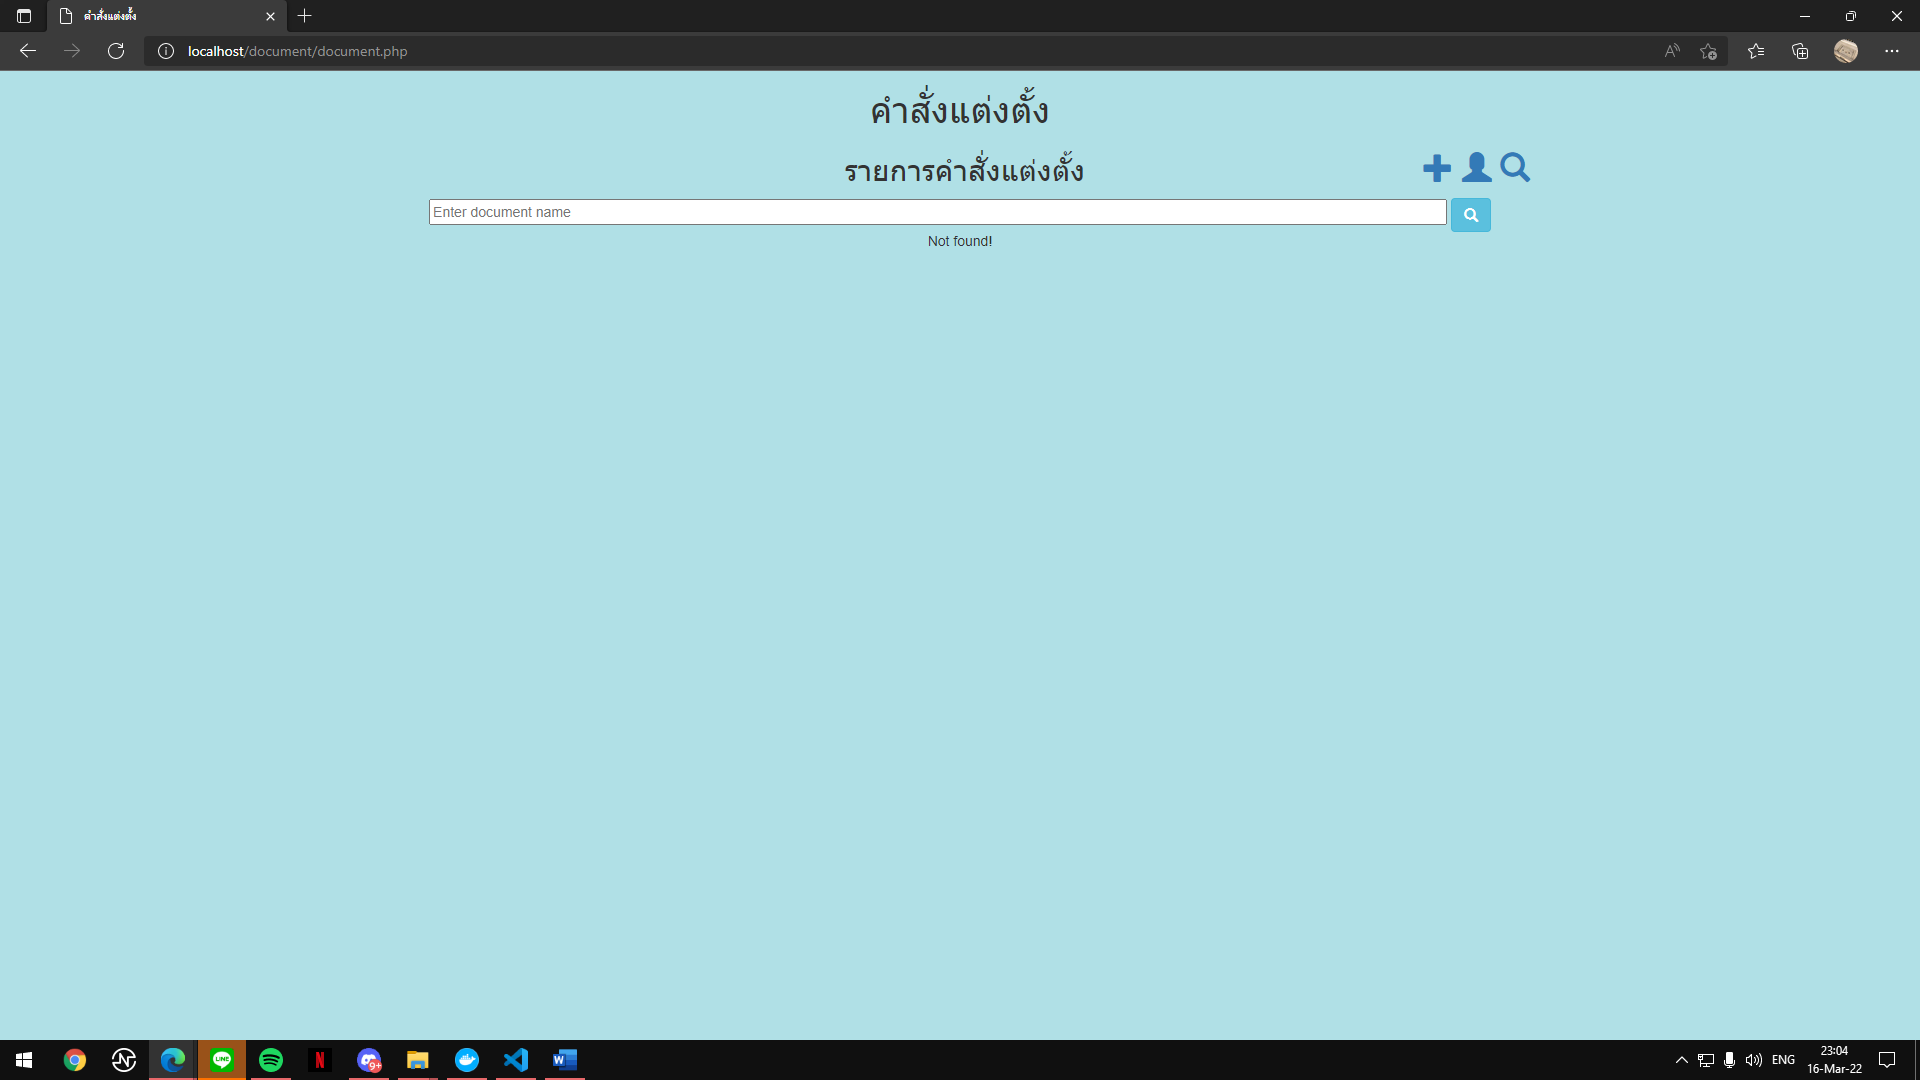 คำสั่งแต่งตั้ง
localhost/document/document.php
คำสั่งแต่งตั้ง
รายการคำสั่งแต่งตั้ง
Enter document name
Not found!
LINE
N
9+
W
ENG
23:04
16-Mar-22